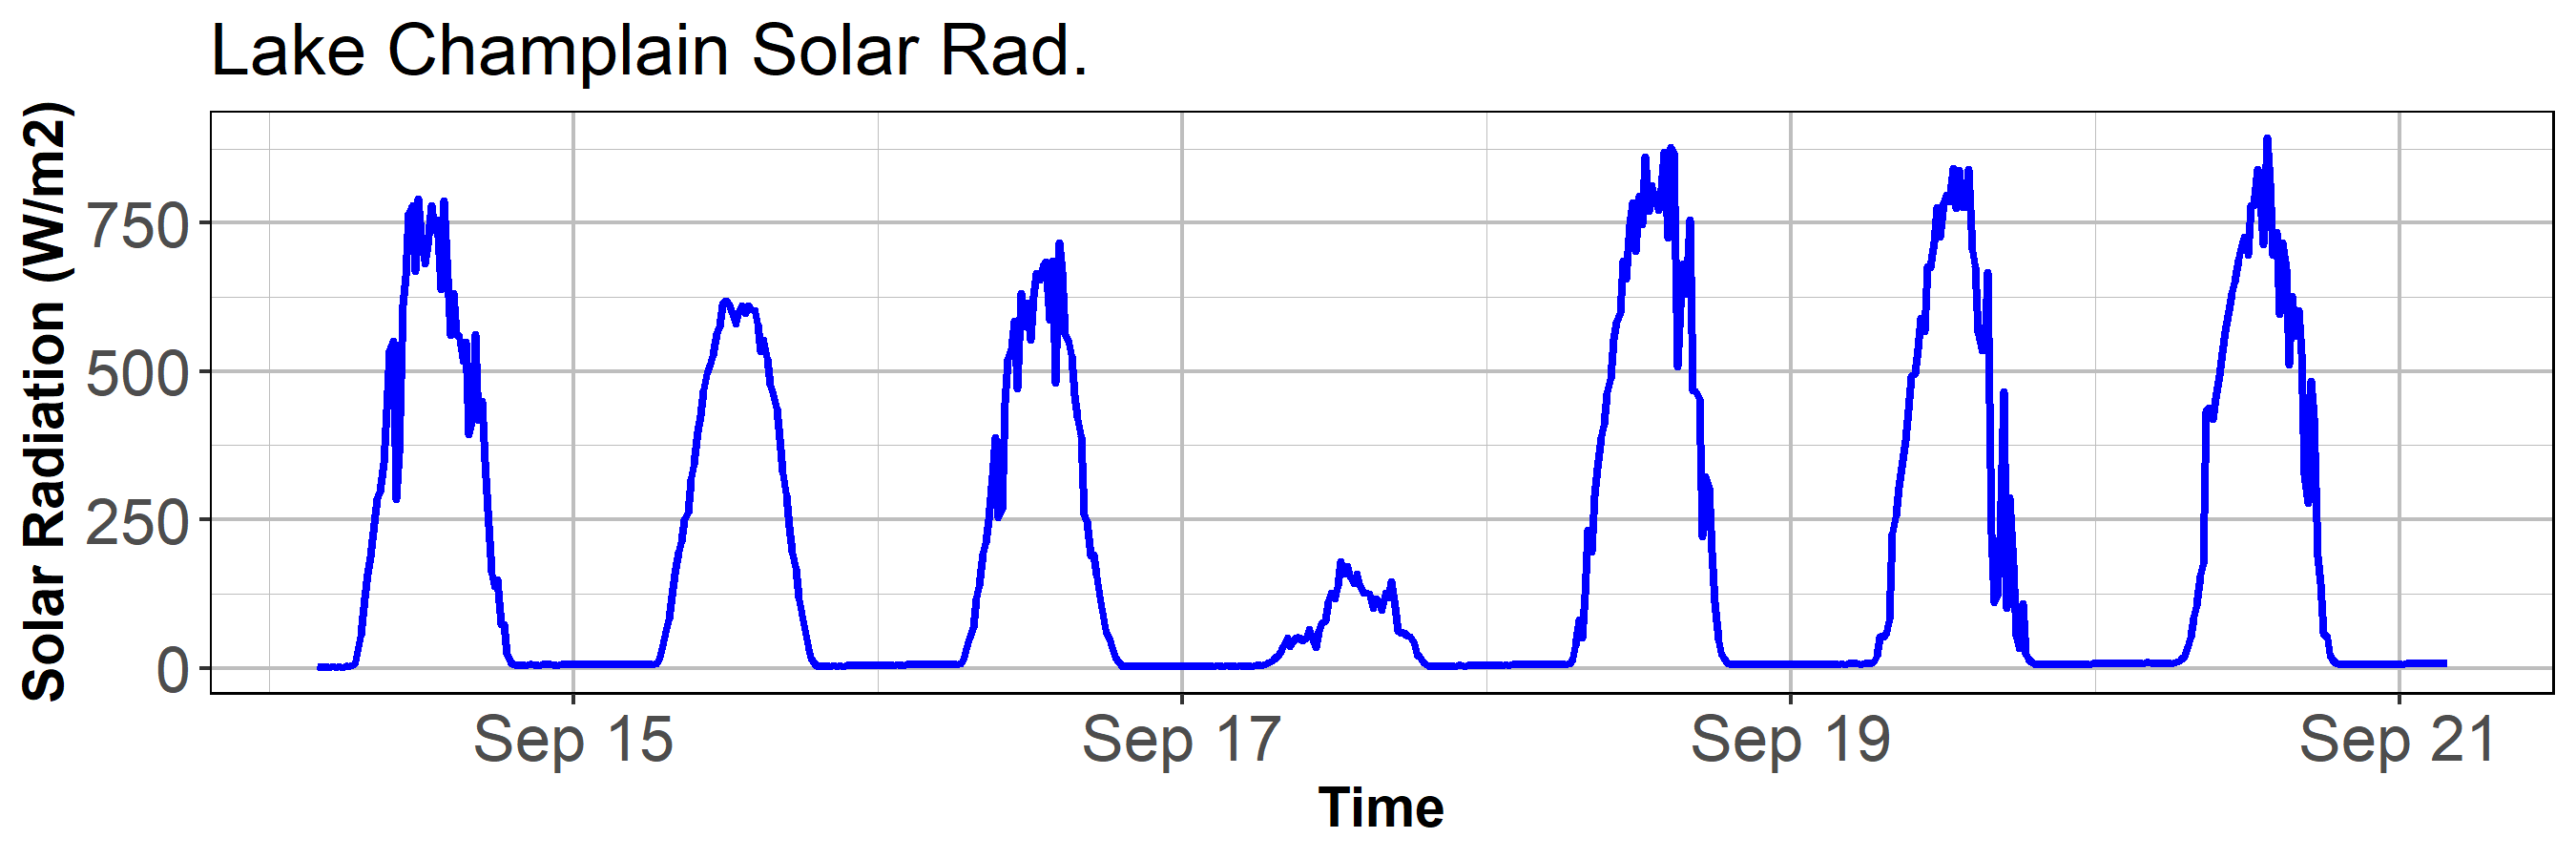 Lake Champlain Solar Rad.
Solar Radiation (W/m2)
750
500
250
0
Sep 15
Sep 17
Sep 19
Sep 21
Time